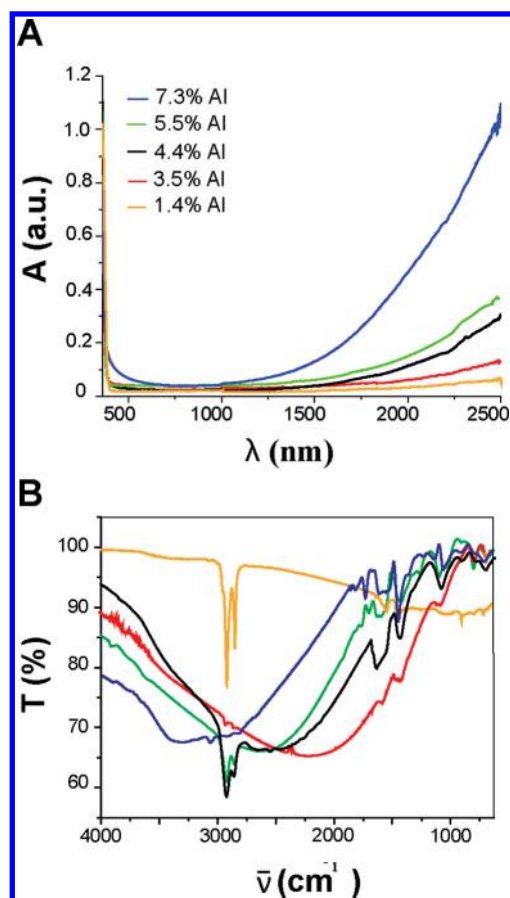 A
1.2
1.0
0.8
0.6
0.4
0.2
0
A (a.u.)
7.3% Al
5.5% Al
4.4% Al
3.5% Al
1.4% Al
500 1000 1500 2000 2500
λ (nm)
B
100
90
80
70
60
T (%)
4000 3000 2000 1000
ν̄ (cm⁻¹)